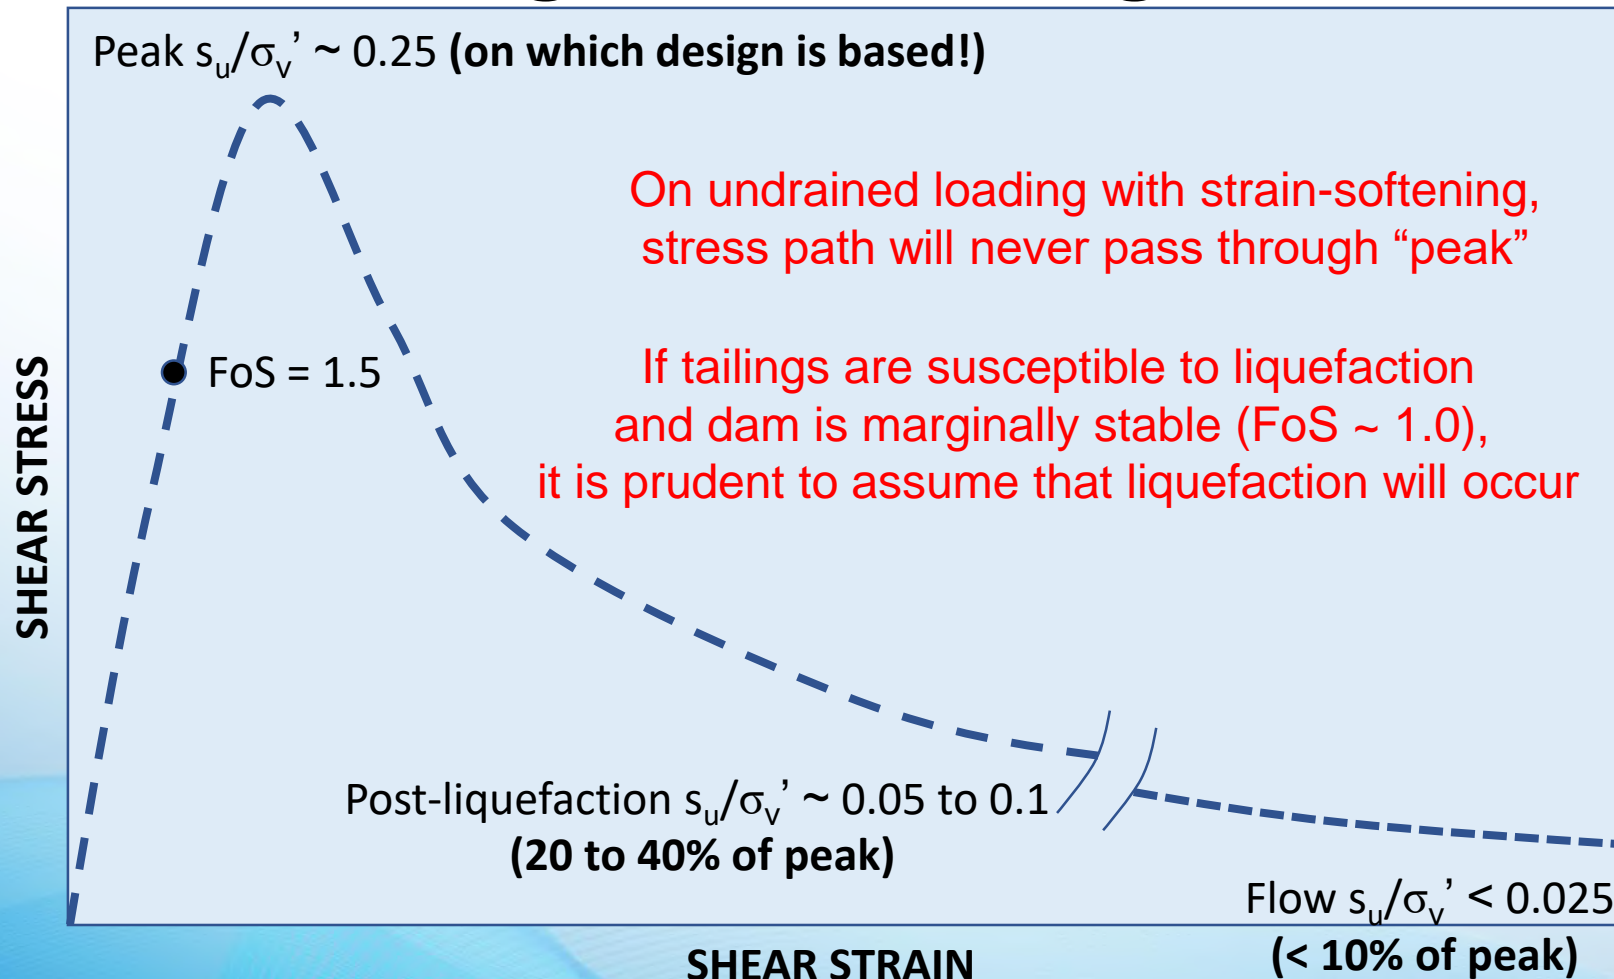 Peak su/σv’ ~ 0.25 (on which design is based!)
On undrained loading with strain-softening,
stress path will never pass through “peak”
FoS = 1.5
If tailings are susceptible to liquefaction
and dam is marginally stable (FoS ~ 1.0),
it is prudent to assume that liquefaction will occur
SHEAR STRESS
Post-liquefaction su/σv’ ~ 0.05 to 0.1
(20 to 40% of peak)
Flow su/σv’ < 0.025
(< 10% of peak)
SHEAR STRAIN